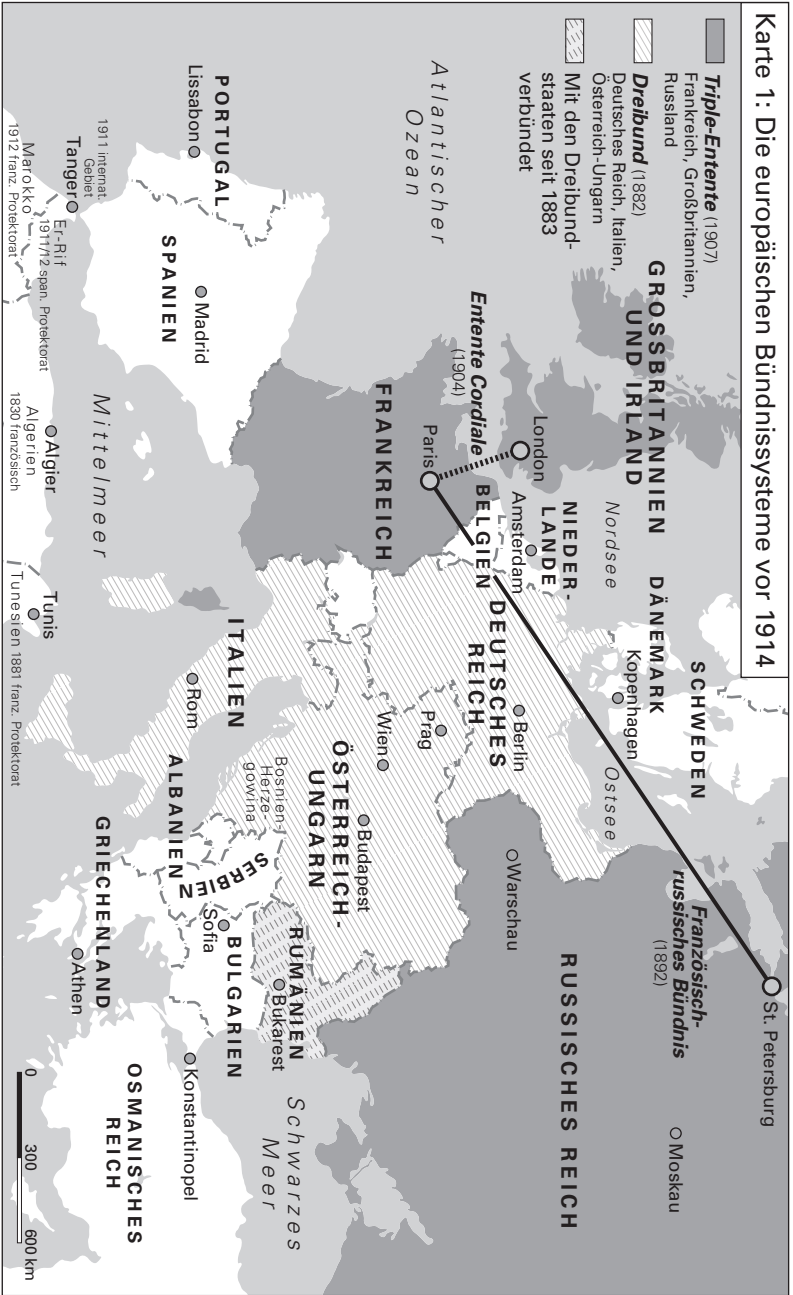 Karte 1: Die europäischen Bündnissysteme vor 1914
Triple-Entente (1907)
Frankreich, Großbritannien,
Russland
Dreibund (1882)
Deutsches Reich, Italien,
Österreich-Ungarn
Mit den Dreibund-
staaten seit 1883
verbündet
GROSSBRITANNIEN
UND IRLAND
London
Nordsee
DÄNEMARK
Kopenhagen
SCHWEDEN
Ostsee
St. Petersburg
Französisch-
russisches Bündnis
(1892)
Moskau
RUSSISCHES REICH
Warschau
NIEDER-
LANDE
Amsterdam
BELGIEN
DEUTSCHES
REICH
Berlin
Prag
Entente Cordiale
(1904)
Paris
FRANKREICH
Atlantischer
Ozean
Wien
ÖSTERREICH-
UNGARN
Budapest
Bosnien-
Herze-
gowina
SERBIEN
RUMÄNIEN
Bukarest
BULGARIEN
Sofia
Schwarzes
Meer
PORTUGAL
Lissabon
SPANIEN
Madrid
ITALIEN
Rom
ALBANIEN
GRIECHENLAND
Athen
Konstantinopel
OSMANISCHES
REICH
Mittelmeer
1911 internat.
Gebiet
Tanger
Er-Rif
1911/12 span. Protektorat
Marokko
1912 franz. Protektorat
Algier
Algerien
1830 französisch
Tunis
Tunesien 1881 franz. Protektorat
0 300 600 km